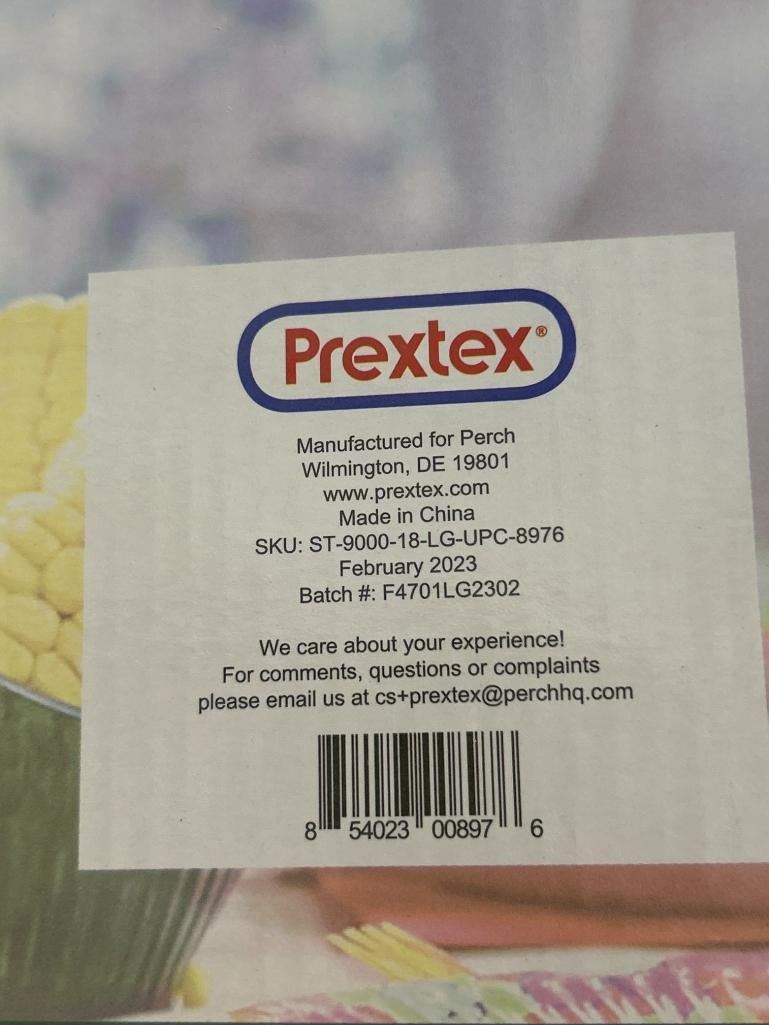 Prextex®
Manufactured for Perch
Wilmington, DE 19801
www.prextex.com
Made in China
SKU: ST-9000-18-LG-UPC-8976
February 2023
Batch #: F4701LG2302
We care about your experience!
For comments, questions or complaints
please email us at cs+prextex@perchhq.com
8 54023 00897 6